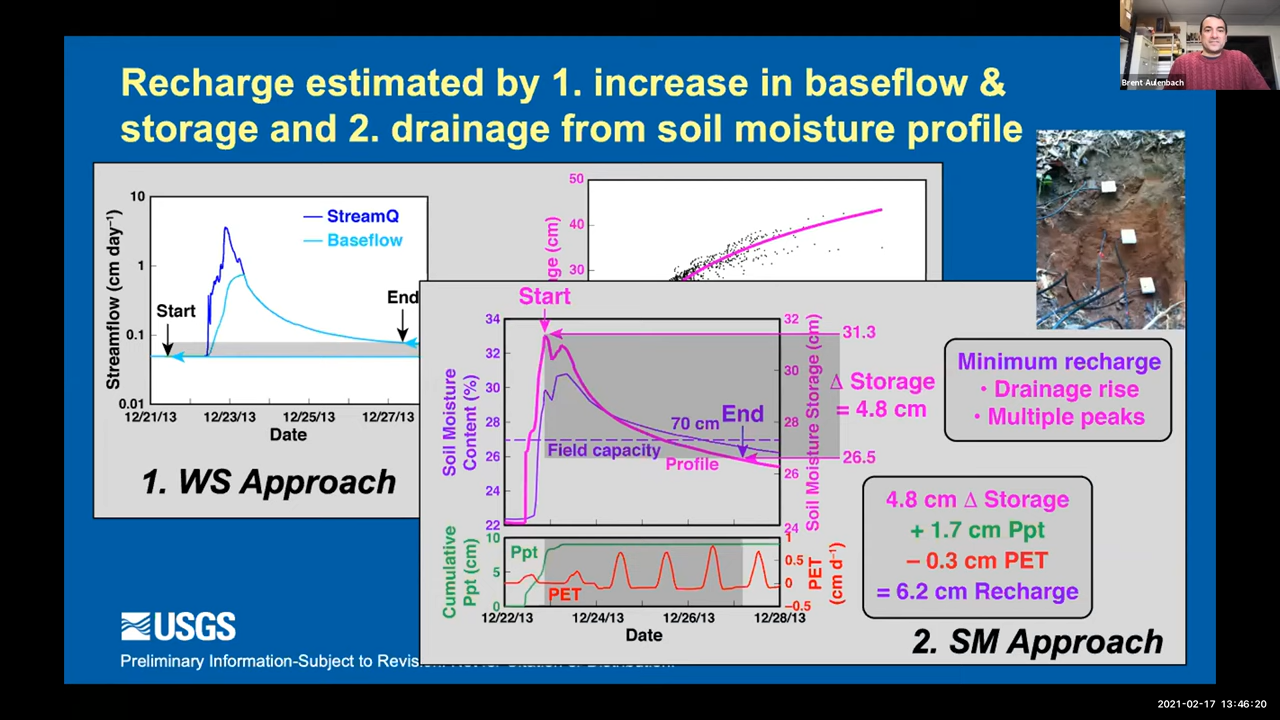 Brent Aulenbach
Recharge estimated by 1. increase in baseflow &
storage and 2. drainage from soil moisture profile
Streamflow (cm day⁻¹)
10
1
0.1
0.01
StreamQ
Baseflow
Start
End
12/21/13
12/23/13
12/25/13
12/27/13
Date
1. WS Approach
50
40
30
(cm)
Start
Soil Moisture
Content (%)
34
32
30
28
26
24
22
32
30
28
26
24
Soil Moisture Storage (cm)
31.3
Δ Storage
= 4.8 cm
26.5
70 cm
End
Field capacity
Profile
Cumulative
Ppt (cm)
10
5
0
Ppt
PET
1
0.5
0
−0.5
PET
(cm d⁻¹)
12/22/13
12/24/13
12/26/13
12/28/13
Date
Minimum recharge
• Drainage rise
• Multiple peaks
4.8 cm Δ Storage
+ 1.7 cm Ppt
− 0.3 cm PET
= 6.2 cm Recharge
2. SM Approach
USGS
Preliminary Information-Subject to
2021-02-17 13:46:20